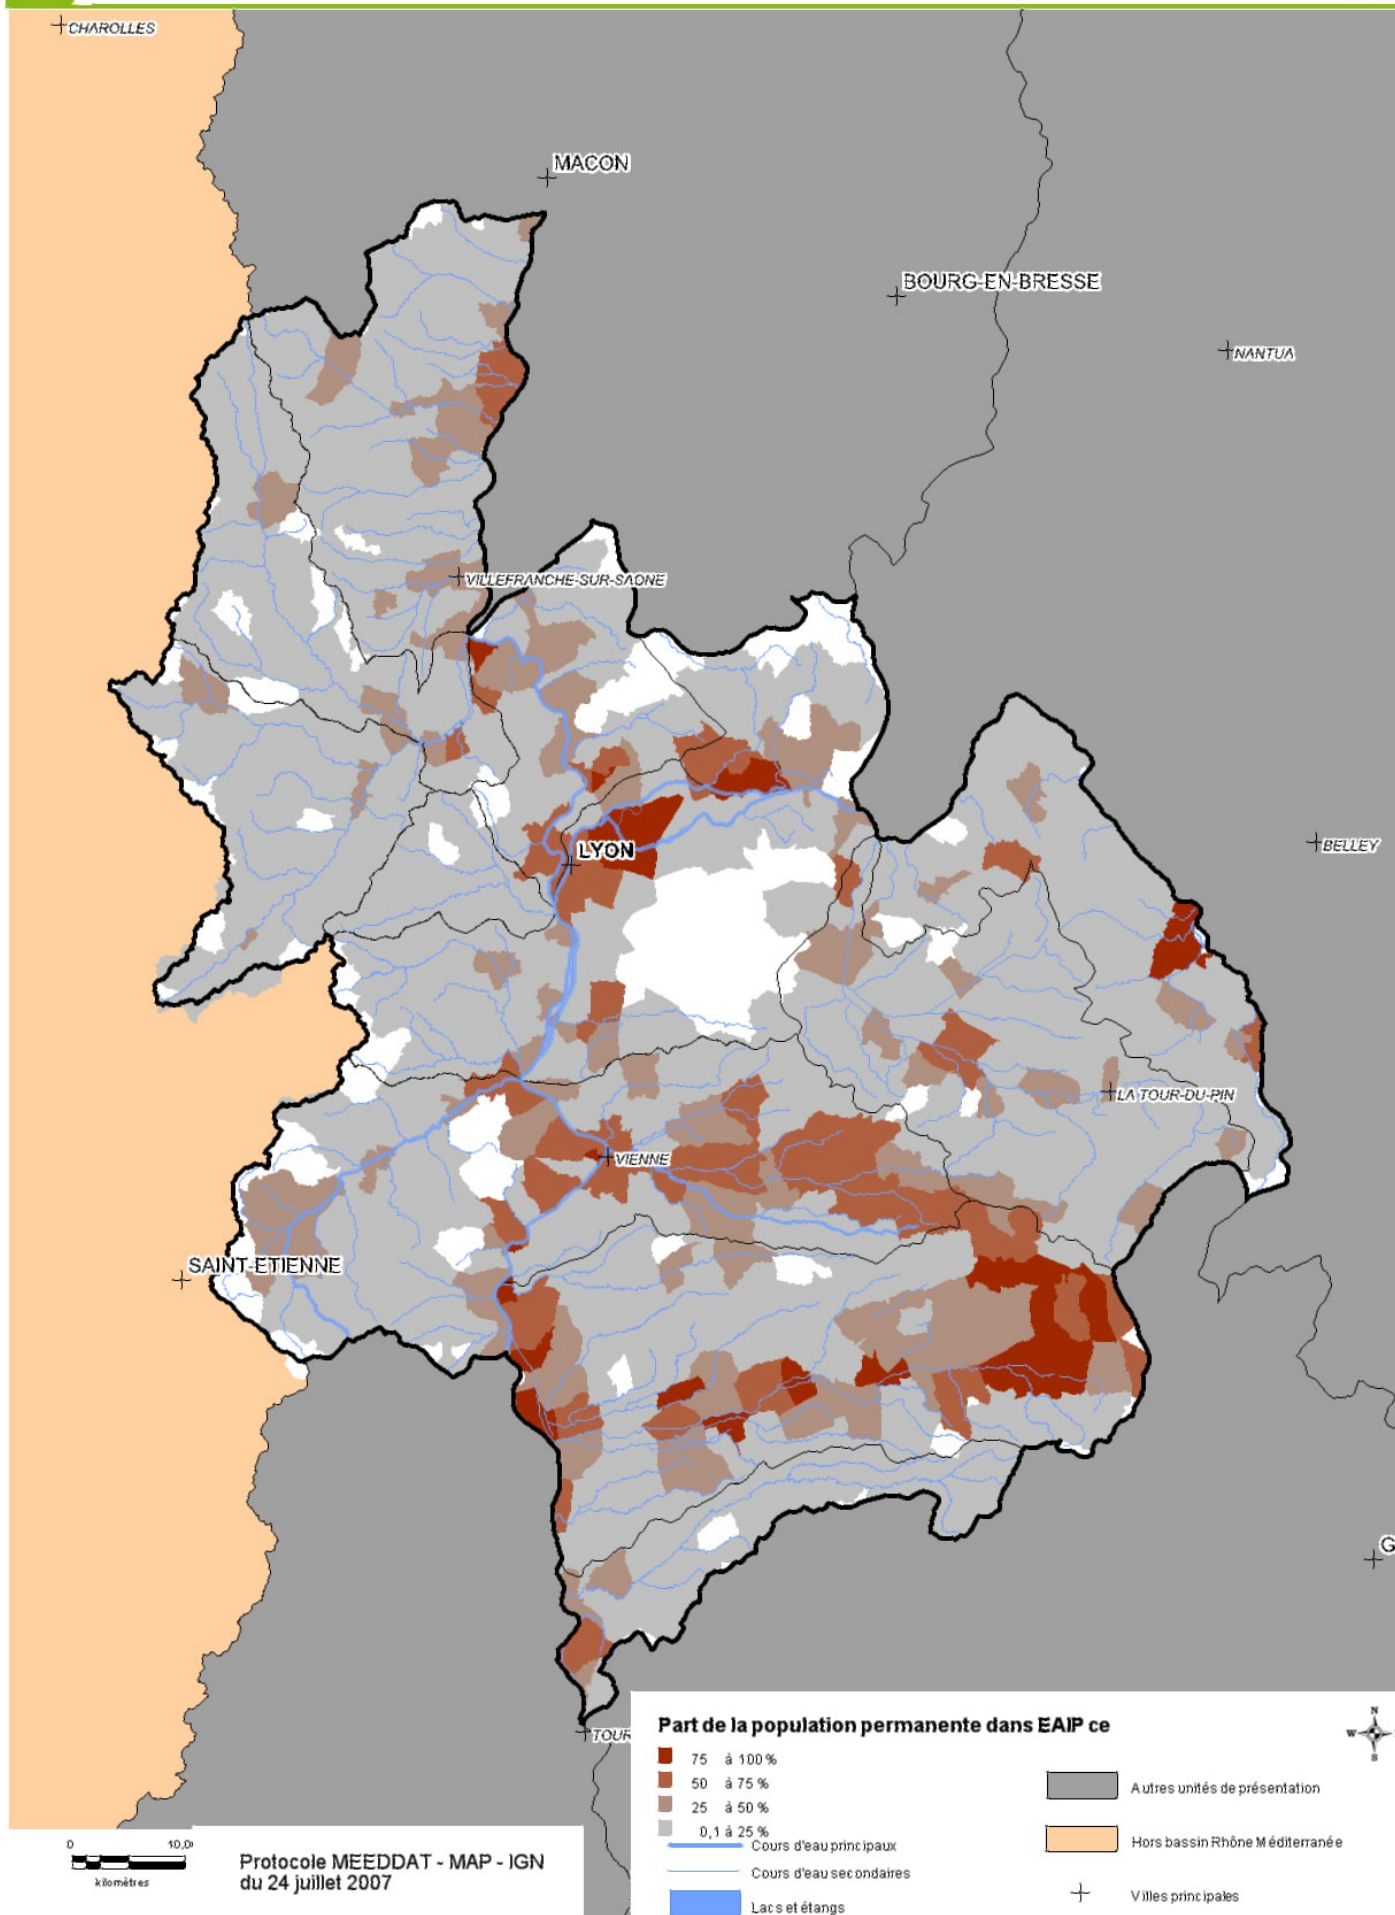 CHAROLLES
MACON
BOURG-EN-BRESSE
NANTUA
VILLEFRANCHE-SUR-SAONE
LYON
BELLEY
LA TOUR-DU-PIN
VIENNE
SAINT-ETIENNE
G
TOUR
Part de la population permanente dans EAIP ce
75 à 100 %
50 à 75 %
25 à 50 %
0,1 à 25 %
Cours d'eau principaux
Cours d'eau secondaires
Lacs et étangs
Autres unités de présentation
Hors bassin Rhône Méditerranée
Villes principales
N
W
S
0 10,0
kilomètres
Protocole MEEDDAT - MAP - IGN
du 24 juillet 2007